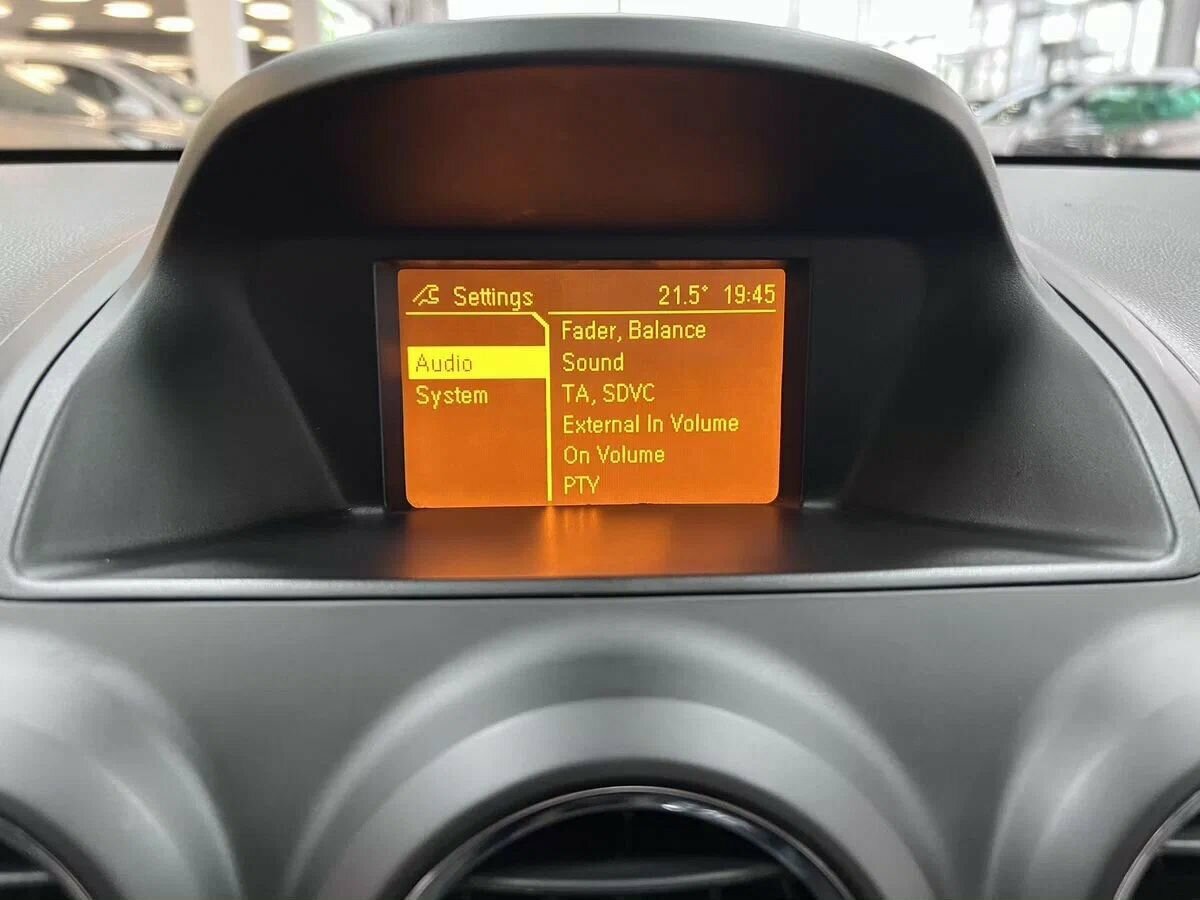 Settings 21.5° 19:45
Audio
System
Fader, Balance
Sound
TA, SDVC
External In Volume
On Volume
PTY